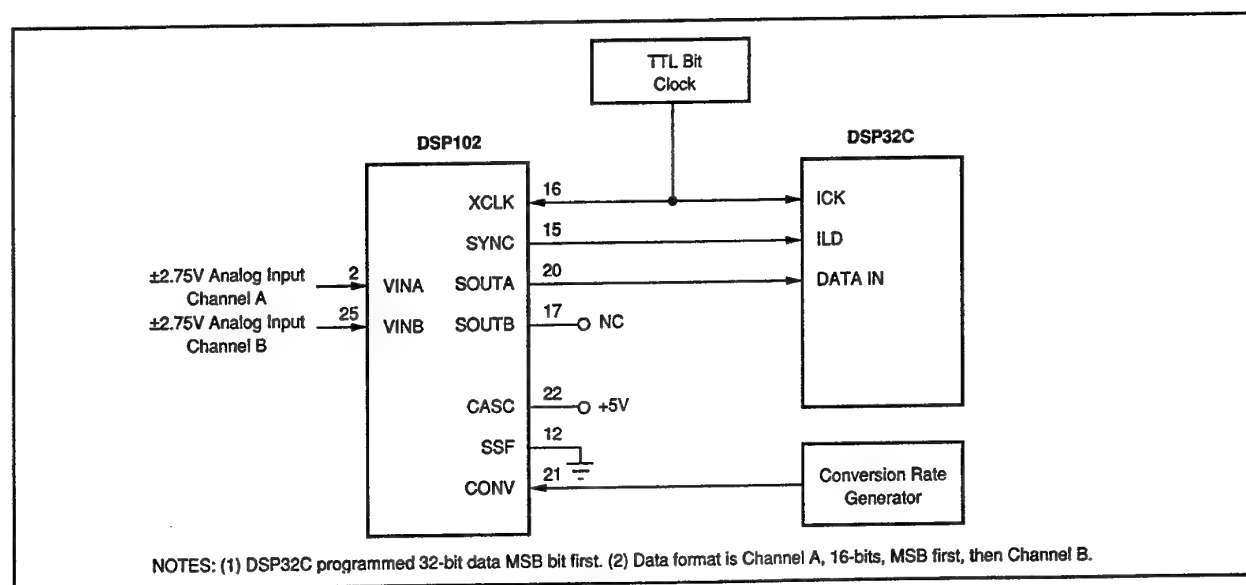 TTL Bit
Clock
DSP102
DSP32C
XCLK
16
ICK
SYNC
15
ILD
±2.75V Analog Input
Channel A
2
VINA
SOUTA
20
DATA IN
±2.75V Analog Input
Channel B
25
VINB
SOUTB
17
NC
CASC
22
+5V
SSF
12
CONV
21
Conversion Rate
Generator
NOTES: (1) DSP32C programmed 32-bit data MSB bit first. (2) Data format is Channel A, 16-bits, MSB first, then Channel B.